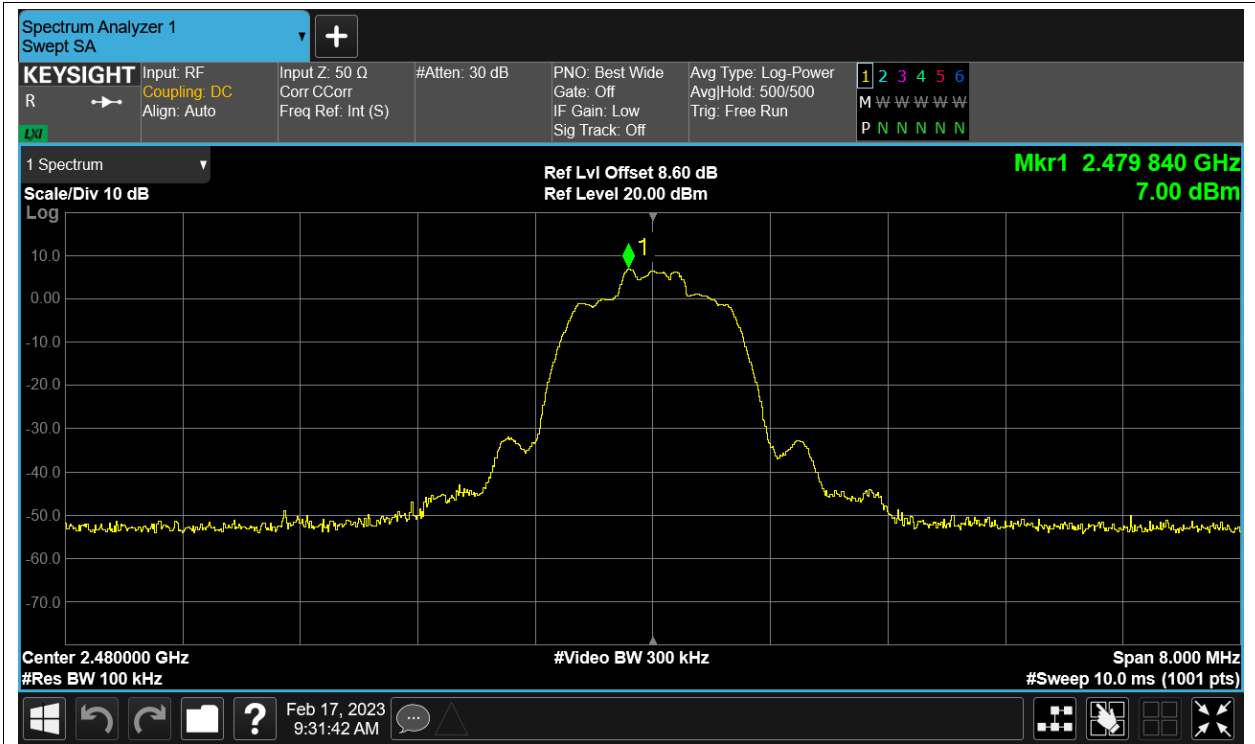 Spectrum Analyzer 1
Swept SA
KEYSIGHT
R
LXI
Input: RF
Coupling: DC
Align: Auto
Input Z: 50 Ω
Corr CCorr
Freq Ref: Int (S)
#Atten: 30 dB
PNO: Best Wide
Gate: Off
IF Gain: Low
Sig Track: Off
Avg Type: Log-Power
Avg|Hold: 500/500
Trig: Free Run
1 2 3 4 5 6
M W W W W W
P N N N N N
1 Spectrum
Scale/Div 10 dB
Log
Ref Lvl Offset 8.60 dB
Ref Level 20.00 dBm
Mkr1 2.479 840 GHz
7.00 dBm
1
10.0
0.00
-10.0
-20.0
-30.0
-40.0
-50.0
-60.0
-70.0
Center 2.480000 GHz
#Video BW 300 kHz
Span 8.000 MHz
#Res BW 100 kHz
#Sweep 10.0 ms (1001 pts)
?
Feb 17, 2023
9:31:42 AM